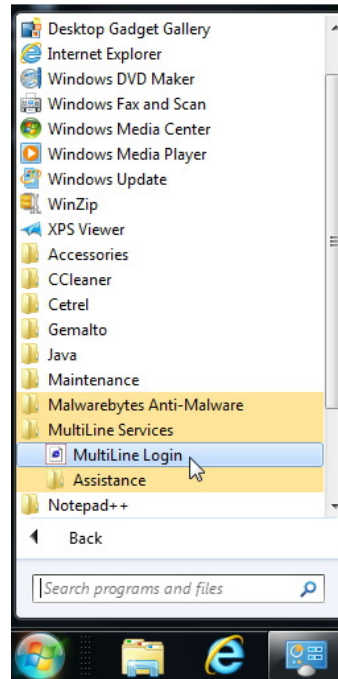 Desktop Gadget Gallery
Internet Explorer
Windows DVD Maker
Windows Fax and Scan
Windows Media Center
Windows Media Player
Windows Update
WinZip
XPS Viewer
Accessories
CCleaner
Cetrel
Gemalto
Java
Maintenance
Malwarebytes Anti-Malware
MultiLine Services
MultiLine Login
Assistance
Notepad++
Back
Search programs and files